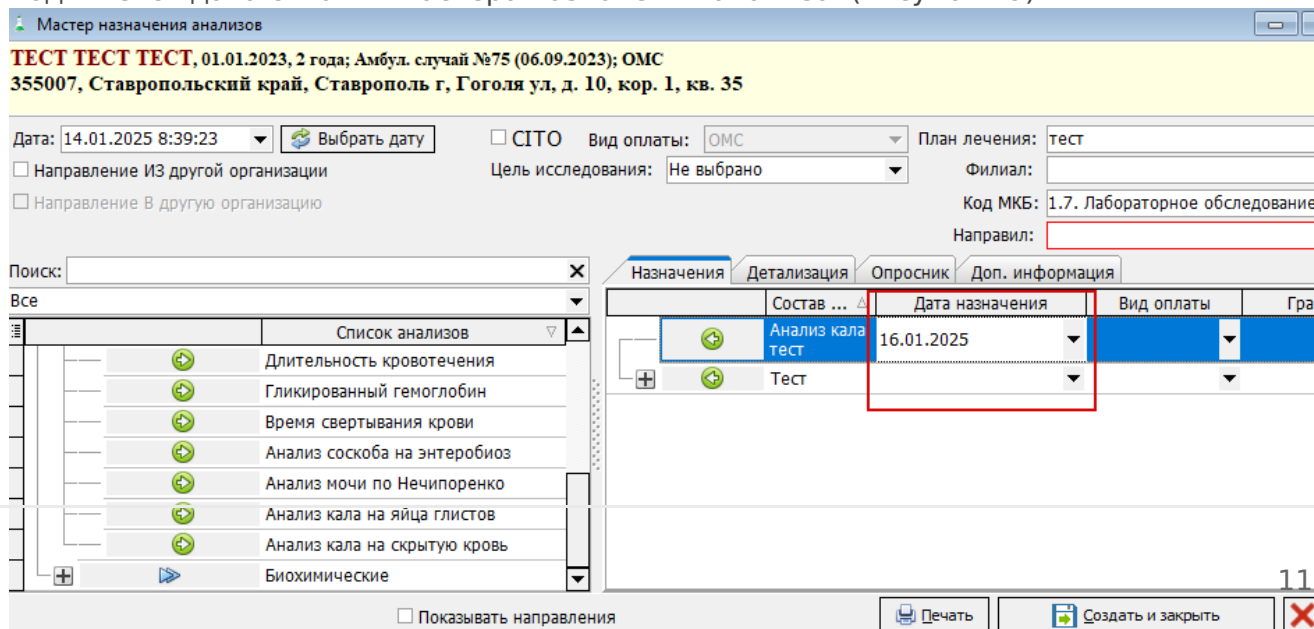 Мастер назначения анализов
ТЕСТ ТЕСТ ТЕСТ, 01.01.2023, 2 года; Амбул. случай №75 (06.09.2023); ОМС
355007, Ставропольский край, Ставрополь г, Гоголя ул, д. 10, кор. 1, кв. 35
Дата: 14.01.2025 8:39:23 Выбрать дату CITO Вид оплаты: ОМС План лечения: тест
Направление ИЗ другой организации Цель исследования: Не выбрано Филиал:
Направление В другую организацию Код МКБ: 1.7. Лабораторное обследование
Направил:
Поиск: Назначения Детализация Опросник Доп. информация
Все Состав ... Дата назначения Вид оплаты Гра
Список анализов
Анализ кала тест 16.01.2025
Тест
Длительность кровотечения
Гликированный гемоглобин
Время свертывания крови
Анализ соскоба на энтеробиоз
Анализ мочи по Нечипоренко
Анализ кала на яйца глистов
Анализ кала на скрытую кровь
Биохимические
11
Показывать направления Печать Создать и закрыть